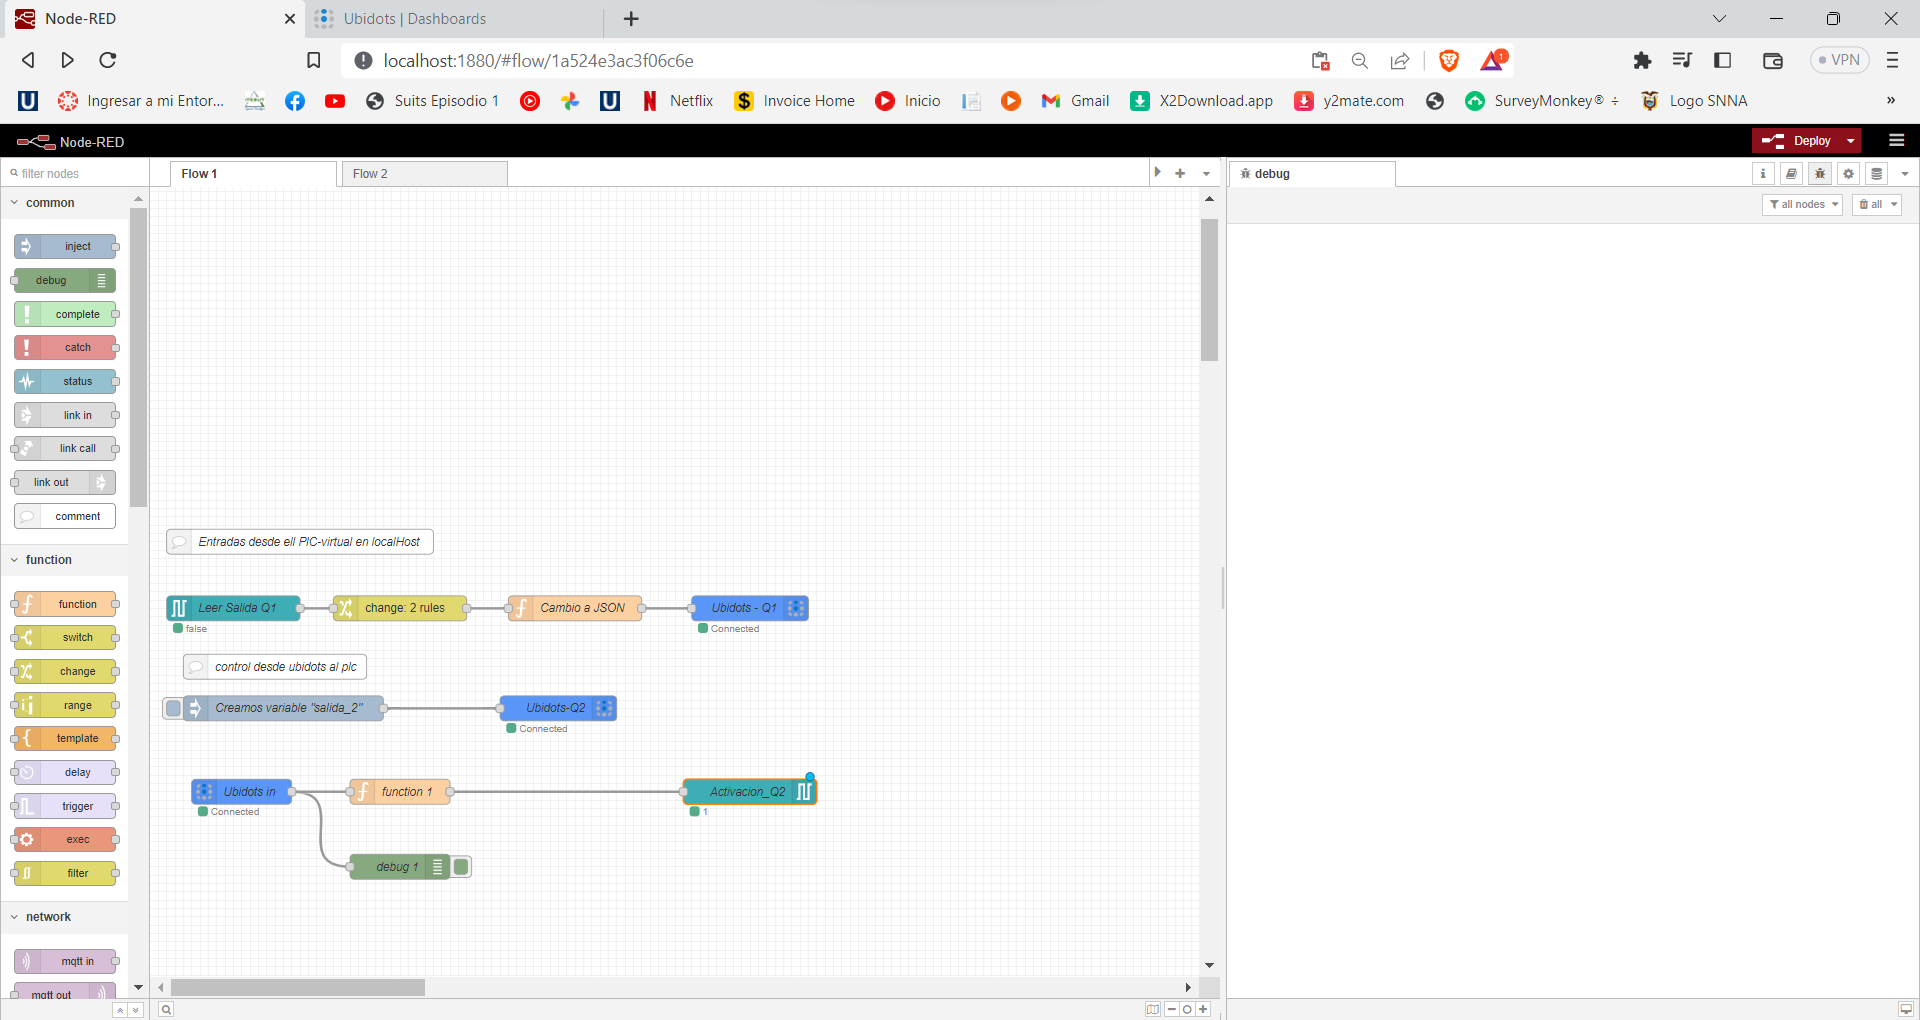 Node-RED
Ubidots | Dashboards
localhost:1880/#flow/1a524e3ac3f06c6e
1
VPN
Ingresar a mi Entor...
Suits Episodio 1
Netflix
Invoice Home
Inicio
Gmail
X2Download.app
y2mate.com
SurveyMonkey® ÷
Logo SNNA
»
Node-RED
Deploy
filter nodes
Flow 1
Flow 2
debug
all nodes
all
common
inject
debug
complete
catch
status
link in
link call
link out
comment
function
function
switch
change
range
template
delay
trigger
exec
filter
network
mqtt in
mqtt out
Entradas desde ell PlC-virtual en localHost
Leer Salida Q1
change: 2 rules
Cambio a JSON
Ubidots - Q1
false
Connected
control desde ubidots al plc
Creamos variable "salida_2"
Ubidots-Q2
Connected
Ubidots in
function 1
Activacion_Q2
Connected
1
debug 1